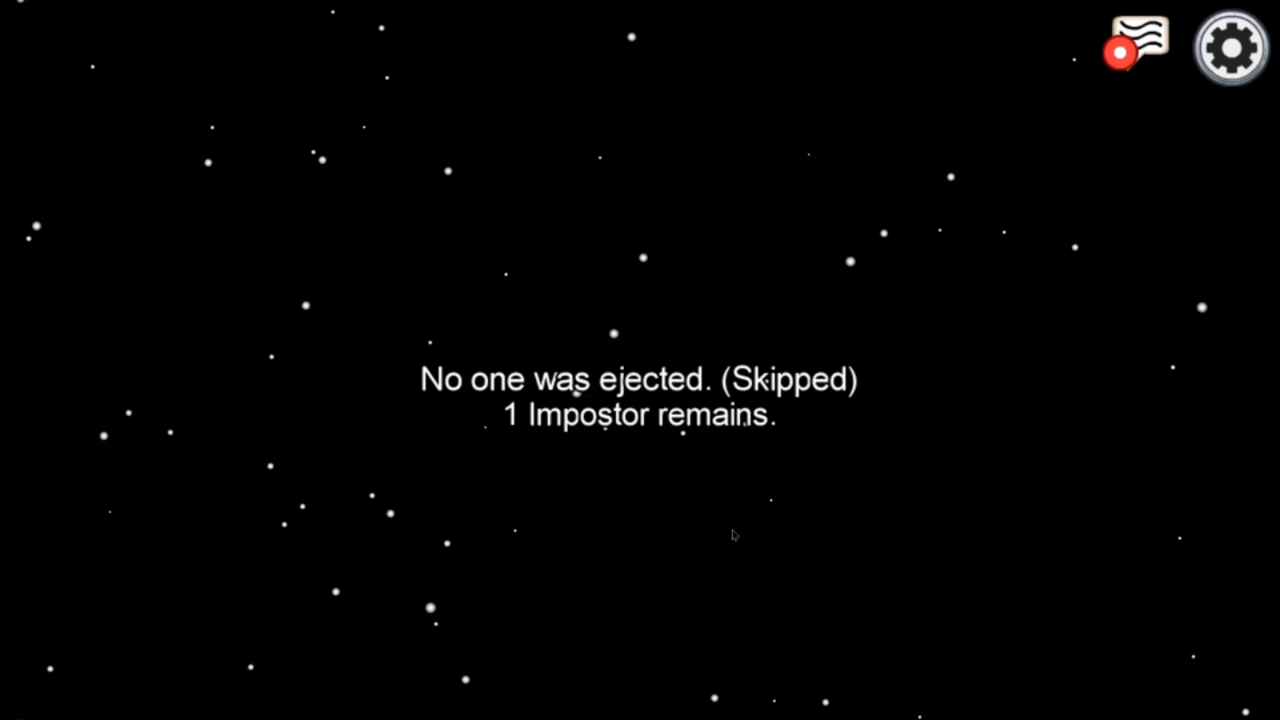 No one was ejected. (Skipped)
1 Impostor remains.